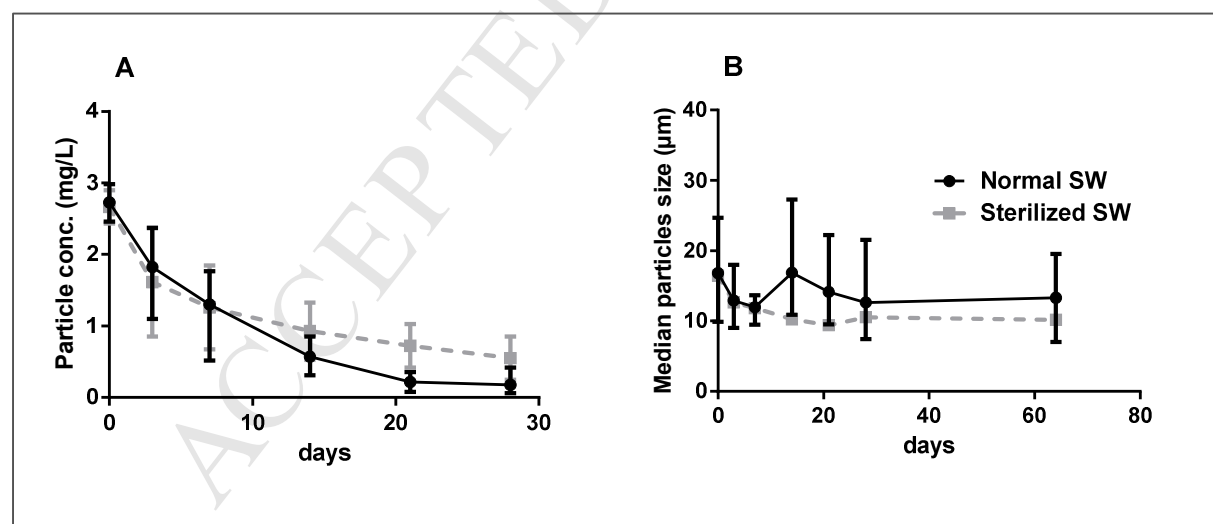 A
4
3
2
1
0
Particle conc. (mg/L)
0
10
20
30
days
B
40
30
20
10
0
Median particles size (µm)
0
20
40
60
80
days
Normal SW
Sterilized SW
ACCEPTED